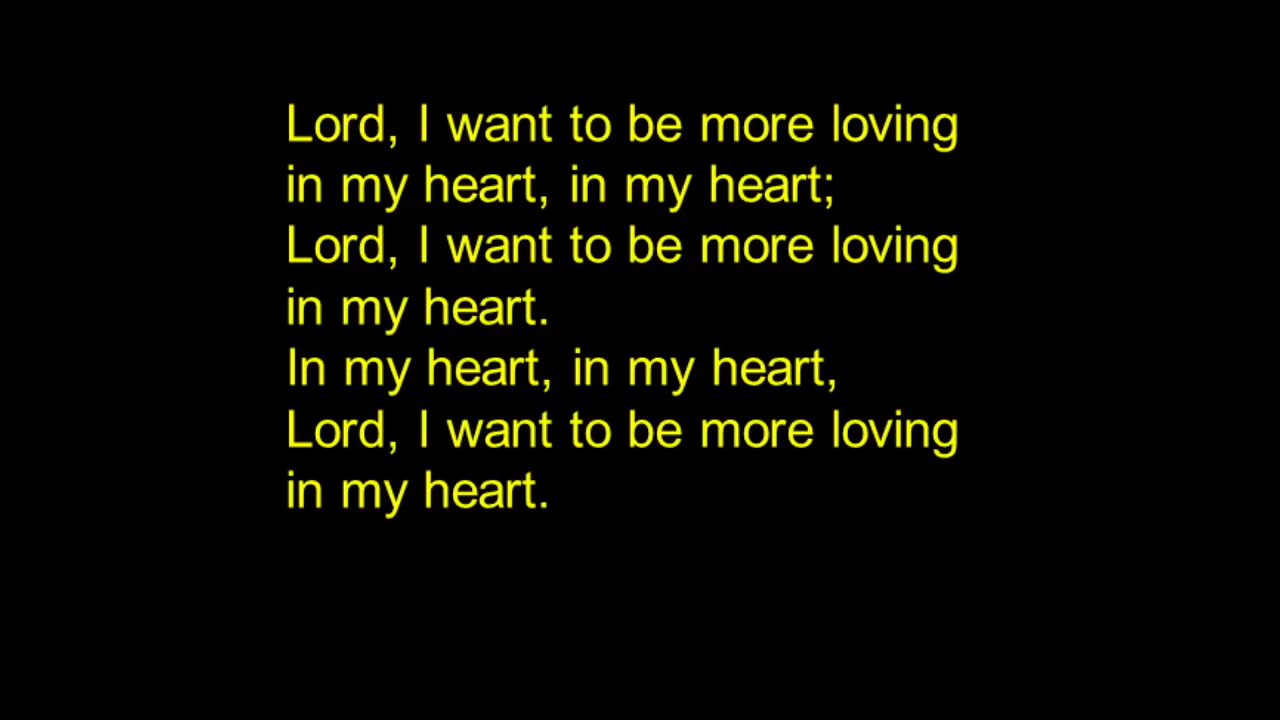 Lord, I want to be more loving
in my heart, in my heart;
Lord, I want to be more loving
in my heart.
In my heart, in my heart,
Lord, I want to be more loving
in my heart.